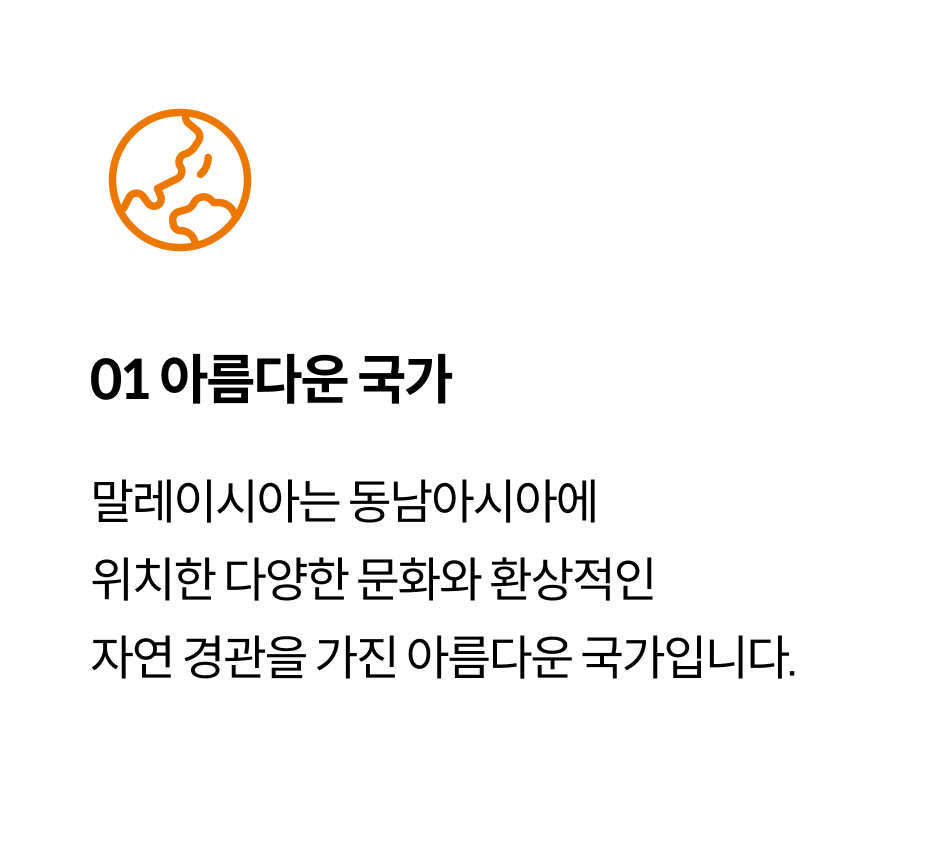 01 아름다운 국가
말레이시아는 동남아시아에
위치한 다양한 문화와 환상적인
자연 경관을 가진 아름다운 국가입니다.